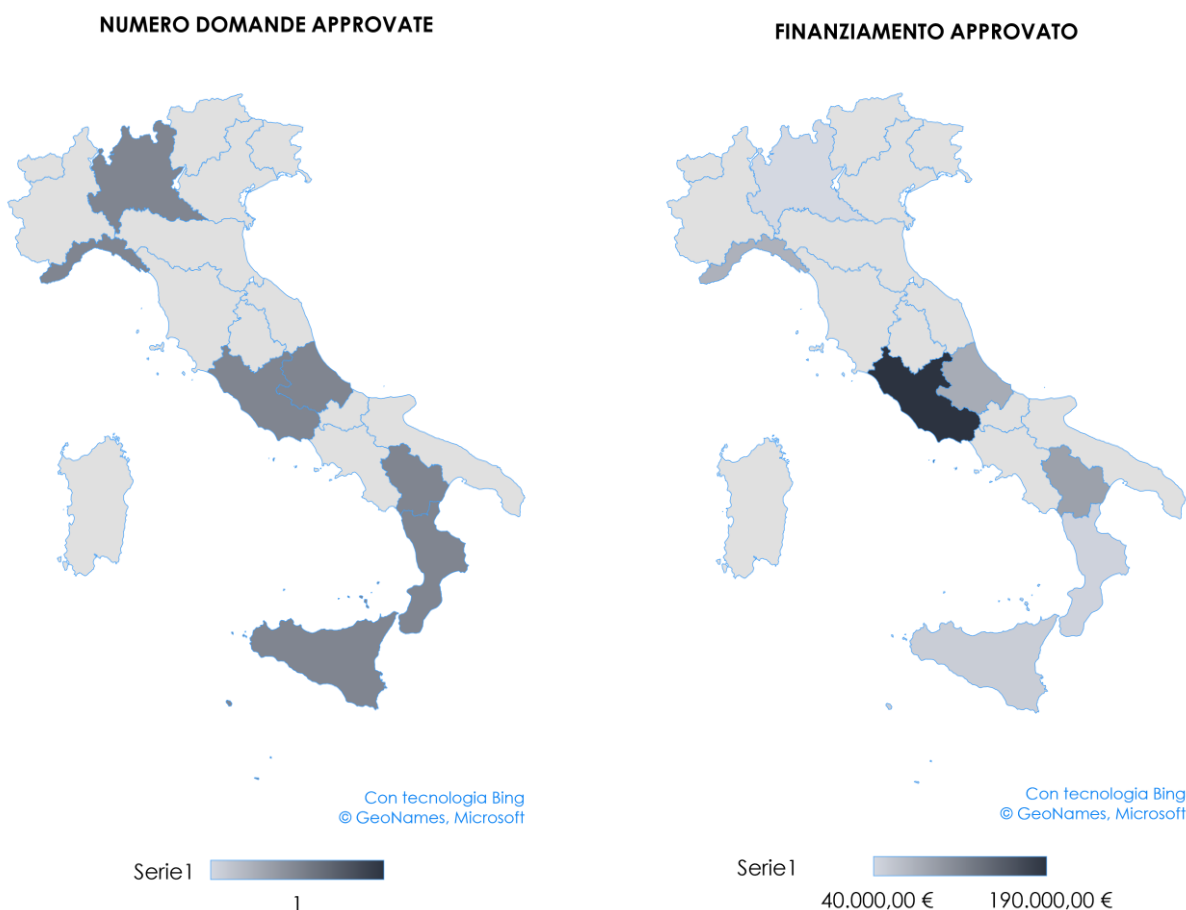 NUMERO DOMANDE APPROVATE
FINANZIAMENTO APPROVATO
Con tecnologia Bing
© GeoNames, Microsoft
Con tecnologia Bing
© GeoNames, Microsoft
Serie1
1
Serie1
40.000,00 € 190.000,00 €